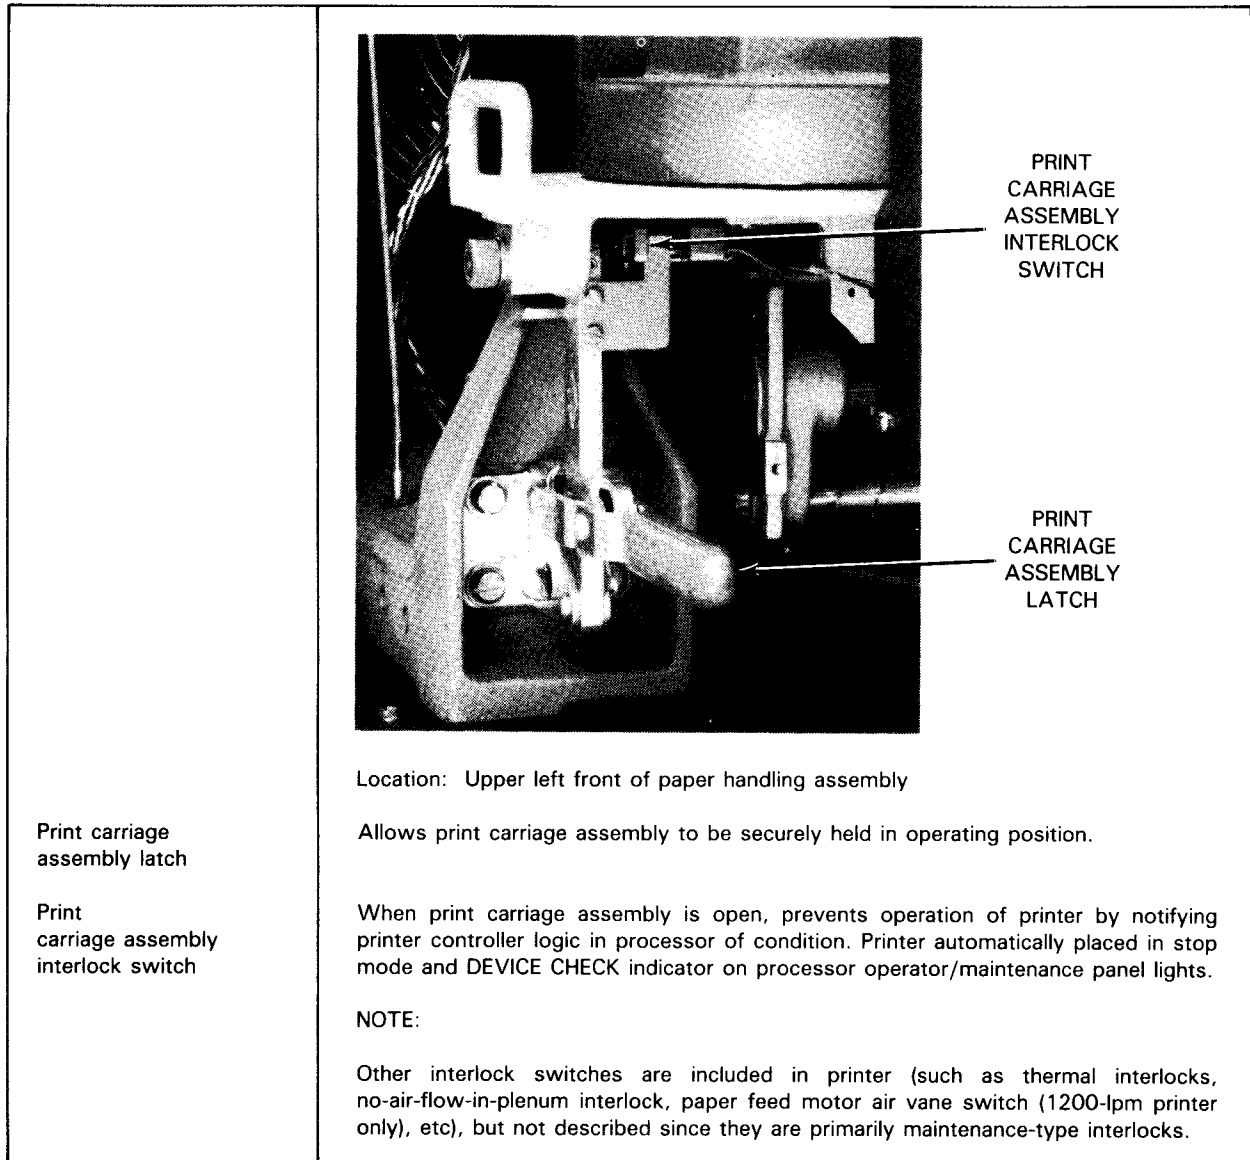 PRINT
CARRIAGE
ASSEMBLY
INTERLOCK
SWITCH
PRINT
CARRIAGE
ASSEMBLY
LATCH
Location: Upper left front of paper handling assembly
Print carriage
assembly latch
Allows print carriage assembly to be securely held in operating position.
Print
carriage assembly
interlock switch
When print carriage assembly is open, prevents operation of printer by notifying
printer controller logic in processor of condition. Printer automatically placed in stop
mode and DEVICE CHECK indicator on processor operator/maintenance panel lights.
NOTE:
Other interlock switches are included in printer (such as thermal interlocks,
no-air-flow-in-plenum interlock, paper feed motor air vane switch (1200-lpm printer
only), etc), but not described since they are primarily maintenance-type interlocks.